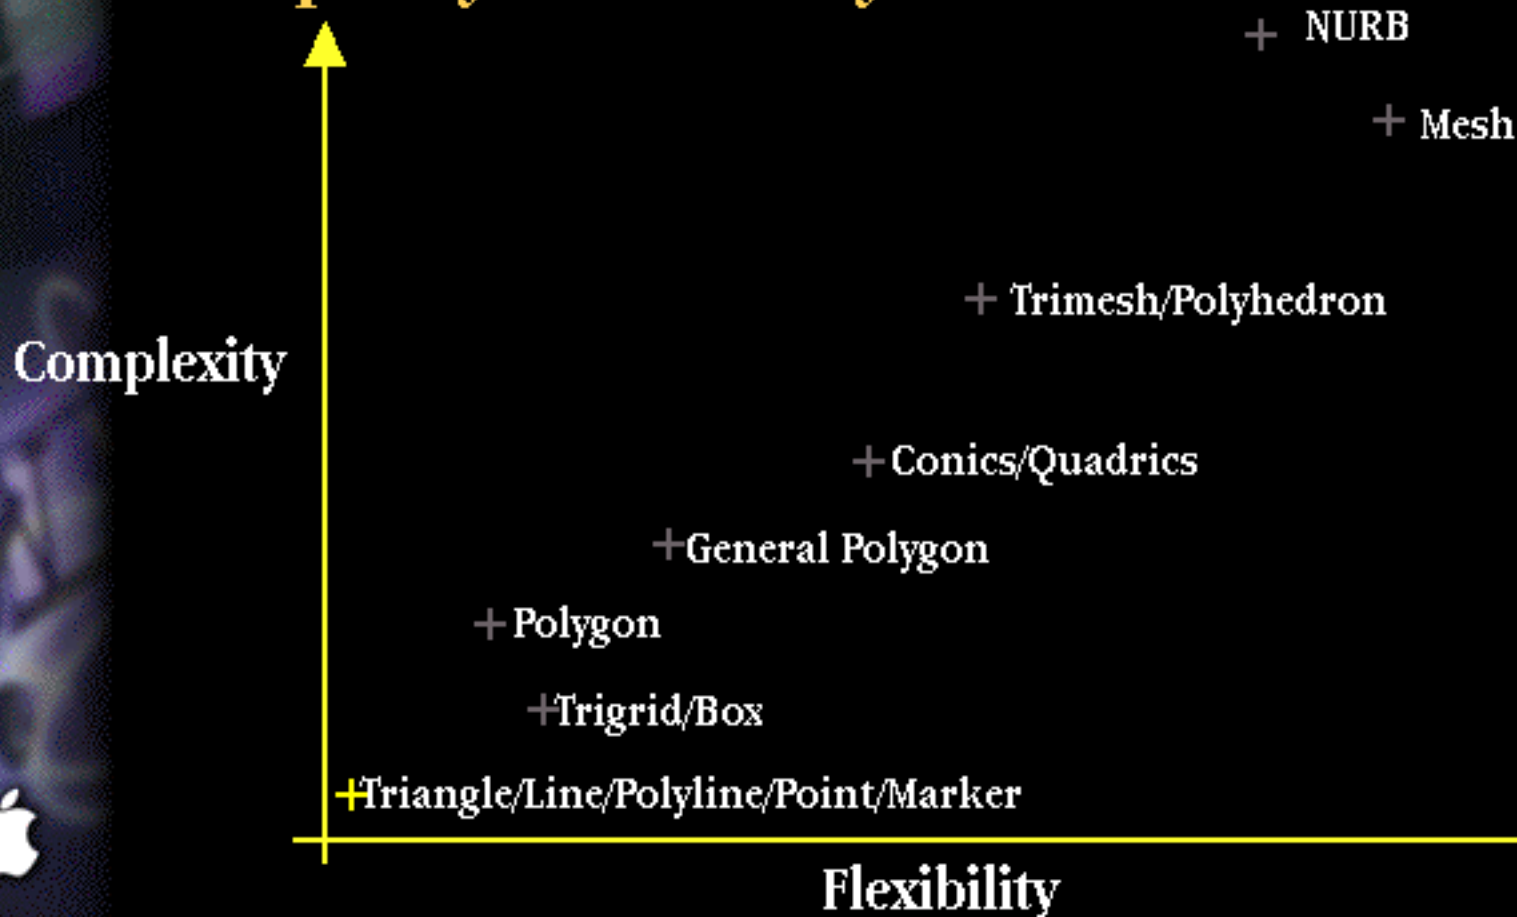 NURB
Mesh
Trimesh/Polyhedron
Complexity
Conics/Quadrics
General Polygon
Polygon
Trigrid/Box
Triangle/Line/Polyline/Point/Marker
Flexibility